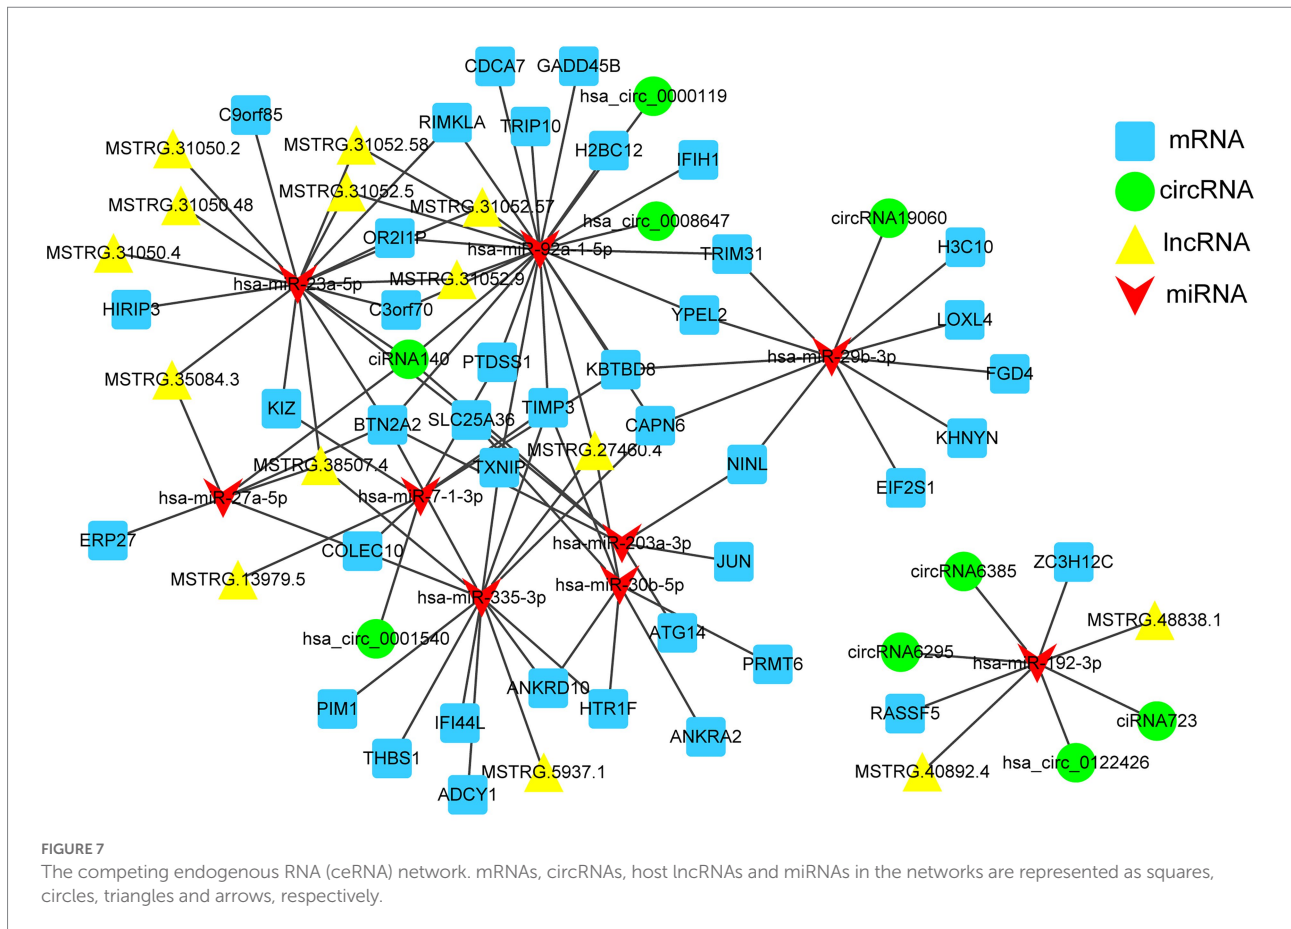 CDCA7
GADD45B
hsa_circ_0000119
C9orf85
RIMKLA
TRIP10
mRNA
MSTRG.31050.2
MSTRG.31052.58
H2BC12
IFIH1
MSTRG.31052.5
circRNA
MSTRG.31050.48
MSTRG.31052.57
hsa_circ_0008647
circRNA19060
OR2I1P
hsa-miR-92a-1-5p
TRIM31
H3C10
lncRNA
MSTRG.31050.4
hsa-miR-23a-5p
MSTRG.31052.9
miRNA
HIRIP3
C3orf70
YPEL2
LOXL4
ciRNA140
PTDSS1
KBTBD8
hsa-miR-29b-3p
FGD4
MSTRG.35084.3
KIZ
BTN2A2
SLC25A36
TIMP3
CAPN6
KHNYN
MSTRG.27460.4
MSTRG.38507.4
TXNIP
NINL
EIF2S1
hsa-miR-27a-5p
hsa-miR-7-1-3p
ERP27
COLEC10
hsa-miR-203a-3p
JUN
MSTRG.13979.5
hsa-miR-335-3p
hsa-miR-30b-5p
circRNA6385
ZC3H12C
hsa_circ_0001540
ATG14
MSTRG.48838.1
PRMT6
circRNA6295
hsa-miR-192-3p
PIM1
IFI44L
ANKRD10
HTR1F
ANKRA2
RASSF5
ciRNA723
THBS1
MSTRG.5937.1
MSTRG.40892.4
hsa_circ_0122426
ADCY1
FIGURE 7
The competing endogenous RNA (ceRNA) network. mRNAs, circRNAs, host lncRNAs and miRNAs in the networks are represented as squares,
circles, triangles and arrows, respectively.